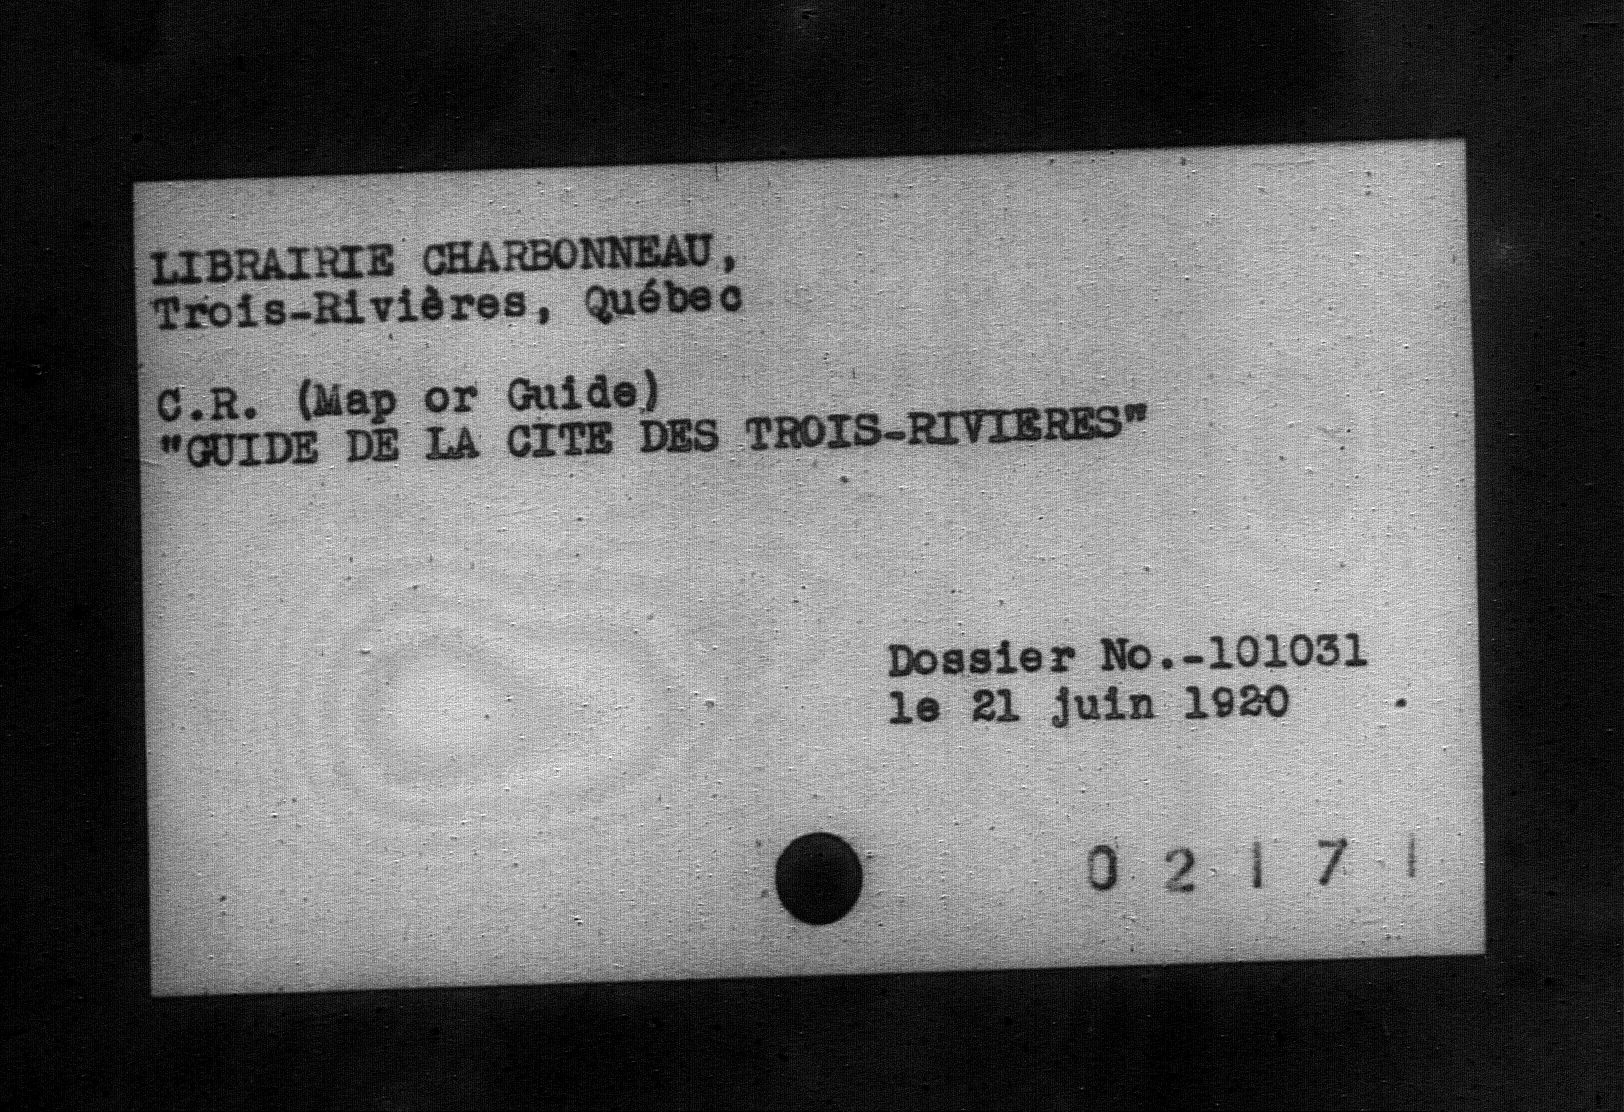 LIBRAIRIE CHARBONNEAU,
Trois-Rivières, Québec
C.R. (Map or Guide)
"GUIDE DE LA CITE DES TROIS-RIVIERES"
Dossier No.-101031
le 21 juin 1920
0 2 1 7 1